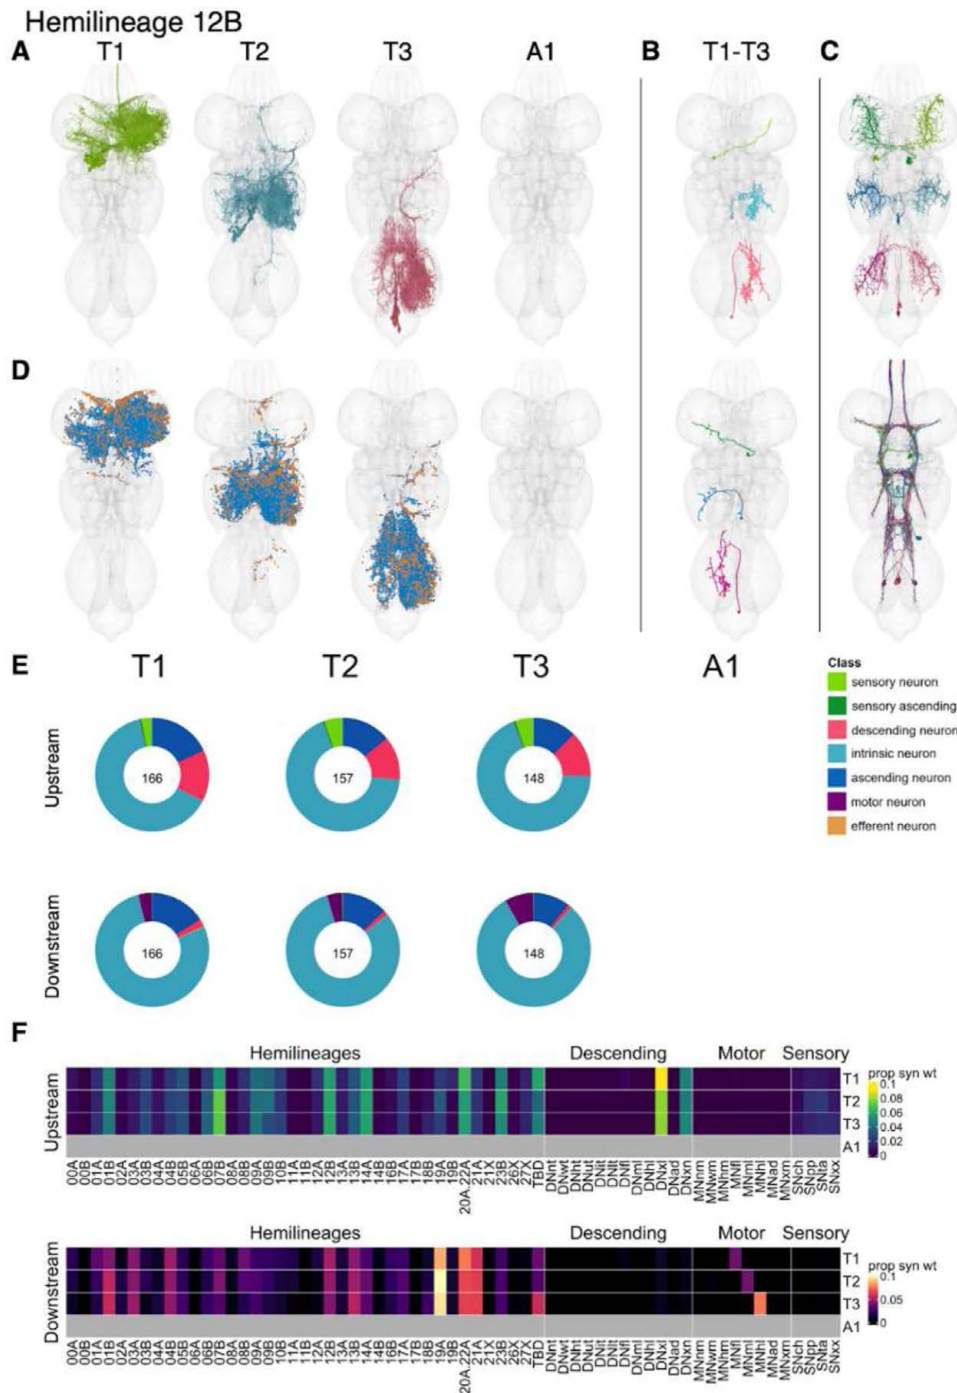 Hemilineage 12B
A T1 T2 T3 A1 B T1-T3 C
D
E T1 T2 T3 A1
Class
sensory neuron
sensory ascending
descending neuron
intrinsic neuron
ascending neuron
motor neuron
efferent neuron
Upstream
166 157 148
Downstream
166 157 148
F
Hemilineages Descending Motor Sensory
Upstream
T1
T2
T3
A1
prop syn wt
0.1
0.08
0.06
0.04
0.02
0
00A 00B 01A 01B 02A 03A 03B 04A 04B 05B 06A 06B 07B 08A 08B 09A 09B 10B 11A 11B 12A 12B 13A 13B 14A 14B 16B 17A 17B 18B 19A 19B 20A.22A 21A 21X 23B 26X 27X TBD DNnt DNwt DNht DNut DNit DNlt DNfl DNml DNhl DNxl DNad DNxn MNnm MNwm MNhm MNfl MNml MNhl MNad MNxm SNch SNpp SNta SNxx
Hemilineages Descending Motor Sensory
Downstream
T1
T2
T3
A1
prop syn wt
0.1
0.05
0
00A 00B 01A 01B 02A 03A 03B 04A 04B 05B 06A 06B 07B 08A 08B 09A 09B 10B 11A 11B 12A 12B 13A 13B 14A 14B 16B 17A 17B 18B 19A 19B 20A.22A 21A 21X 23B 26X 27X TBD DNnt DNwt DNht DNut DNit DNlt DNfl DNml DNhl DNxl DNad DNxn MNnm MNwm MNhm MNfl MNml MNhl MNad MNxm SNch SNpp SNta SNxx